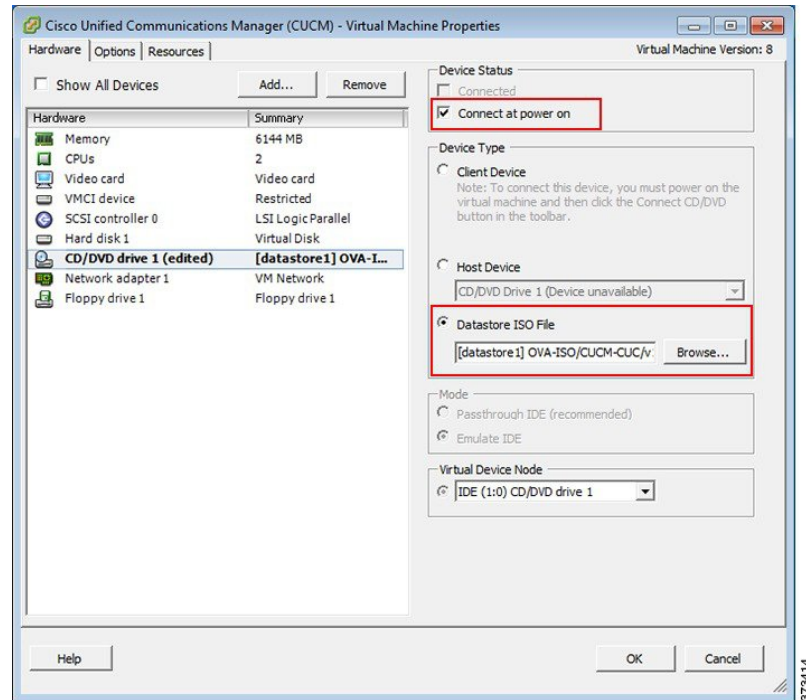 Cisco Unified Communications Manager (CUCM) - Virtual Machine Properties
Hardware Options Resources
Virtual Machine Version: 8
Show All Devices
Add...
Remove
Hardware Summary
Memory 6144 MB
CPUs 2
Video card Video card
VMCI device Restricted
SCSI controller 0 LSI Logic Parallel
Hard disk 1 Virtual Disk
CD/DVD drive 1 (edited) [datastore1] OVA-I...
Network adapter 1 VM Network
Floppy drive 1 Floppy drive 1
Device Status
Connected
Connect at power on
Device Type
Client Device
Note: To connect this device, you must power on the
virtual machine and then click the Connect CD/DVD
button in the toolbar.
Host Device
CD/DVD Drive 1 (Device unavailable)
Datastore ISO File
[datastore1] OVA-ISO/CUCM-CUC/v
Browse...
Mode
Passthrough IDE (recommended)
Emulate IDE
Virtual Device Node
IDE (1:0) CD/DVD drive 1
Help
OK
Cancel